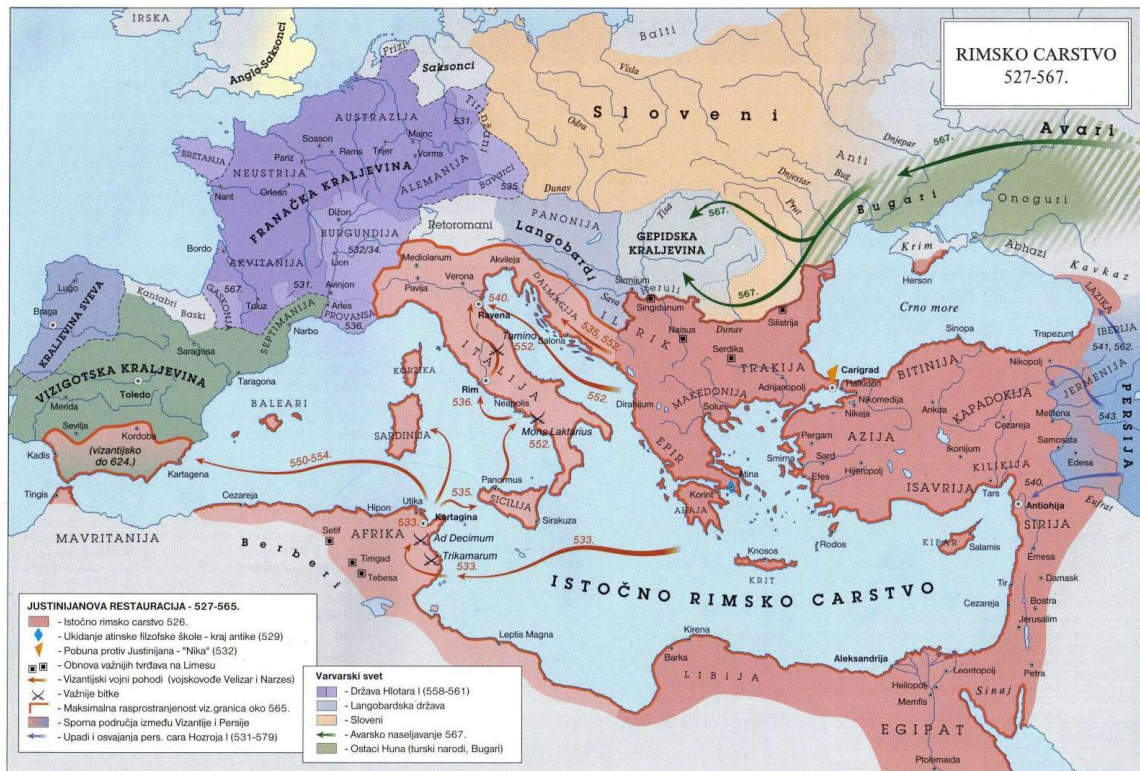 RIMSKO CARSTVO
527-567.
IRSKA
Anglo-Saksonci
Frizi
Saksonci
Balti
Visla
Odra
Sloveni
Tirinžani
531.
AUSTRAZIJA
Soason
Rems
Trijer
Majnc
Vorms
BRETANJA
Pariz
NEUSTRIJA
Nant
Orlean
FRANAČKA KRALJEVINA
ALEMANIJA
Bavarci
535.
Dižon
BURGUNDIJA
532/34.
Lion
Bordo
AKVITANIJA
GASKONJA
567.
531.
Tuluz
Avinjon
Arles
PROVANSA
536.
SEPTIMANIJA
Narbo
Retoromani
Dunav
PANONIJA
Langobardi
Tisa
GEPIDSKA
KRALJEVINA
567.
567.
567.
Heruli
Anti
Bug
Dnjepar
Dnjestar
Prut
Avari
Bugari
Onoguri
Abhazi
Krim
Herson
Kavkaz
Crno more
LAZIKA
IBERIJA
541, 562.
JERMENIJA
543.
PERSIJA
Trapezunt
Sinopa
Nikopolj
Lugo
Braga
KRALJEVINA SVEVA
Kantabri
Baski
VIZIGOTSKA KRALJEVINA
Saragosa
Taragona
Toledo
Merida
Sevilja
Kordoba
(vizantijsko
do 624.)
Kadis
Kartagena
BALEARI
Tingis
MAVRITANIJA
Cezareja
Berberi
Mediolanum
Pavija
Verona
Akvileja
540.
Ravena
Tamino
552.
ITALIJA
Rim
536.
Neapolis
Mons Laktarius
552.
KORZIKA
SARDINIJA
550-554.
535.
Panormus
SICILIJA
Sirakuza
DALMACIJA
Salona
Sava
535, 552.
552.
ILIRIK
Sirmijum
Singidunum
Naisus
Serdika
Dunav
Silistrija
TRAKIJA
Adrijanopolj
MAKEDONIJA
Dirahijum
Solun
EPIR
Atina
Korint
AHAJA
Carigrad
Halkidon
Nikomedija
Nikeja
BITINIJA
Ankira
KAPADOKIJA
Cezareja
Melitena
Samosata
Edesa
Pergam
AZIJA
Sard
Smirna
Efes
Hijeropolj
Ikonijum
KILIKIJA
ISAVRIJA
Tars
540.
Eufrat
Antiohija
SIRIJA
Rodos
KIPAR
Salamis
Emesa
Damask
Tir
Cezareja
Bostra
Jerusalim
Petra
Knosos
KRIT
ISTOČNO RIMSKO CARSTVO
Hipon
Utika
Kartagina
533.
AFRIKA
Ad Decimum
Trikamarum
533.
533.
Setif
Timgad
Tebesa
Leptis Magna
Kirena
Barka
LIBIJA
Aleksandrija
Leontopolj
Heliopolj
Memfis
Sinaj
EGIPAT
Ptolemaida
JUSTINIJANOVA RESTAURACIJA - 527-565.
- Istočno rimsko carstvo 526.
- Ukidanje atinske filozofske škole - kraj antike (529)
- Pobuna protiv Justinijana - "Nika" (532)
- Obnova važnijih tvrđava na Limesu
- Vizantijski vojni pohodi (vojskovođe Velizar i Narzes)
- Važnije bitke
- Maksimalna rasprostranjenost viz.granica oko 565.
- Sporna područja između Vizantije i Persije
- Upadi i osvajanja pers. cara Hozroja I (531-579)
Varvarski svet
- Država Hlotara I (558-561)
- Langobardska država
- Sloveni
- Avarsko naseljavanje 567.
- Ostaci Huna (turski narodi, Bugari)